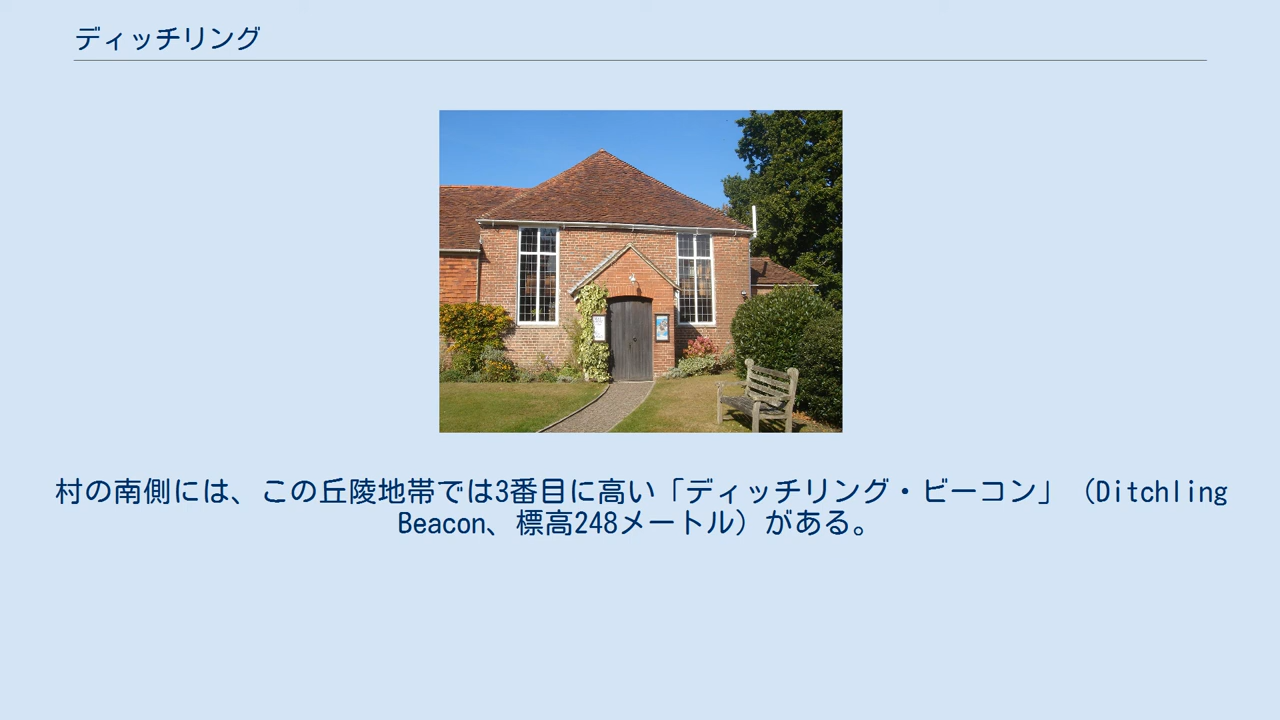 ディッチリング
村の南側には、この丘陵地帯では3番目に高い「ディッチリング・ビーコン」（Ditchling
Beacon、標高248メートル）がある。